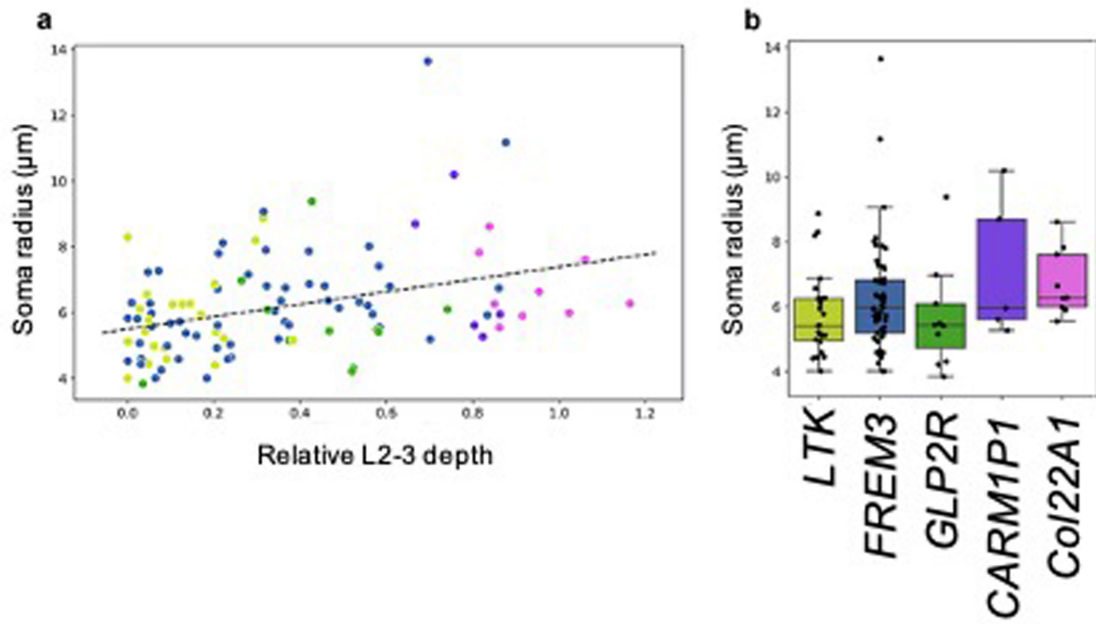 a
14
12
10
8
6
4
Soma radius (μm)
0.0 0.2 0.4 0.6 0.8 1.0 1.2
Relative L2-3 depth
b
14
12
10
8
6
4
Soma radius (μm)
LTK
FREM3
GLP2R
CARM1P1
Col22A1